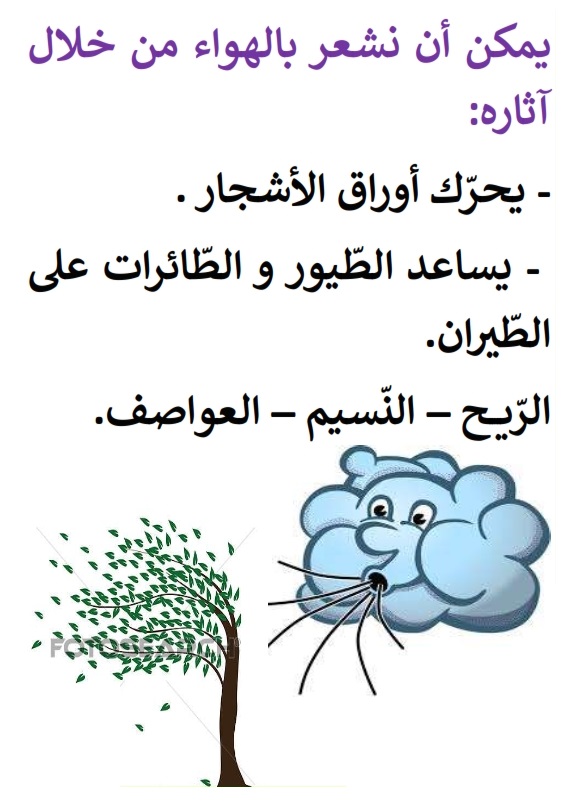 يمكن أن نشعر بالهواء من خلال
آثاره:
- يحرّك أوراق الأشجار .
- يساعد الطّيور و الطّائرات على
الطّيران.
الرّيح – النّسيم – العواصف.
FOTOSEARCH